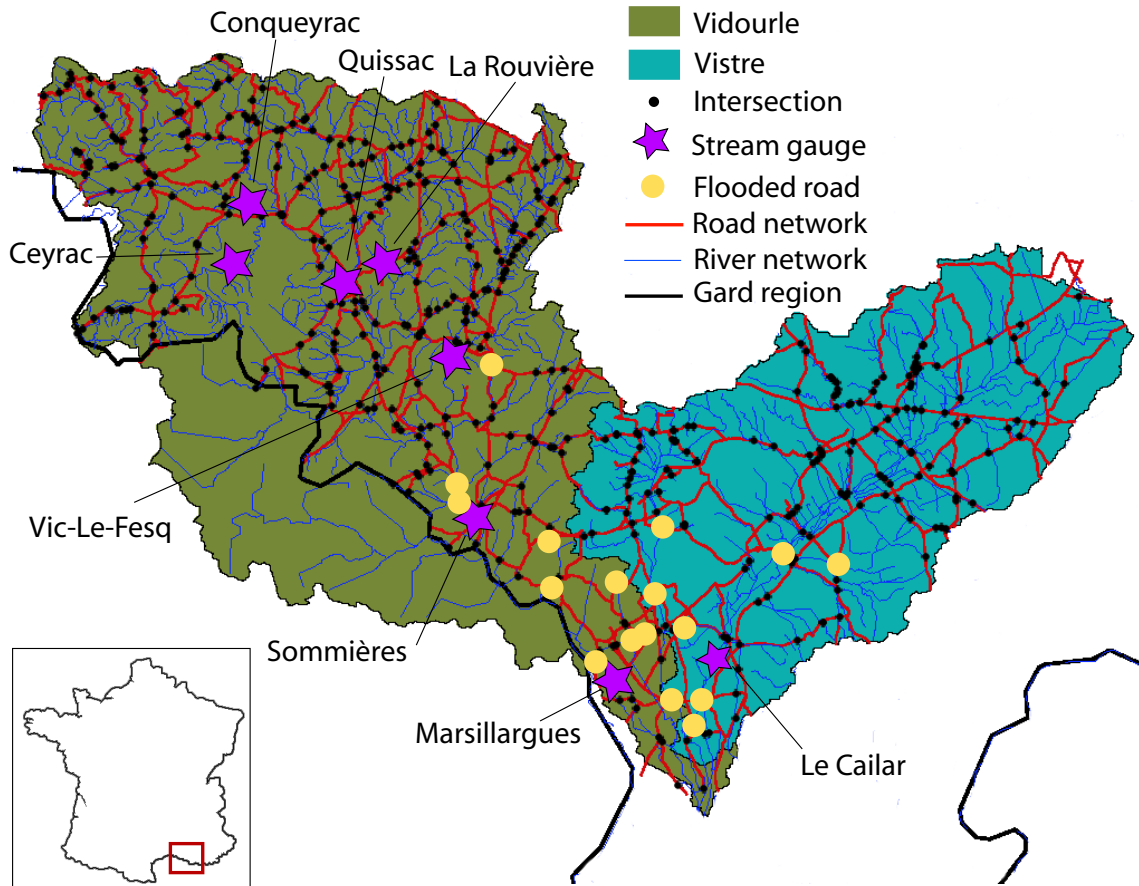 Conqueyrac
Quissac
La Rouvière
Vidourle
Vistre
Intersection
Stream gauge
Flooded road
Road network
River network
Gard region
Ceyrac
Vic-Le-Fesq
Sommières
Marsillargues
Le Cailar